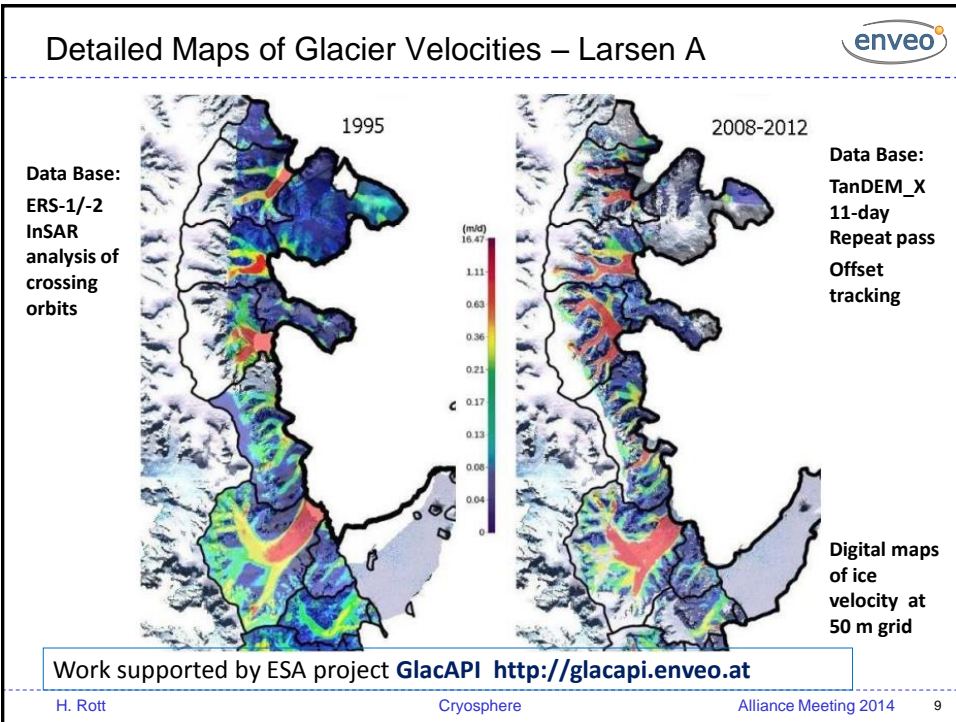 Detailed Maps of Glacier Velocities – Larsen A
enveo
Data Base:
ERS-1/-2
InSAR
analysis of
crossing
orbits
1995
(m/d)
16.47
1.11
0.63
0.36
0.21
0.17
0.13
0.08
0.04
0
2008-2012
Data Base:
TanDEM_X
11-day
Repeat pass
Offset
tracking
Digital maps
of ice
velocity at
50 m grid
Work supported by ESA project GlacAPI http://glacapi.enveo.at
H. Rott Cryosphere Alliance Meeting 2014 9